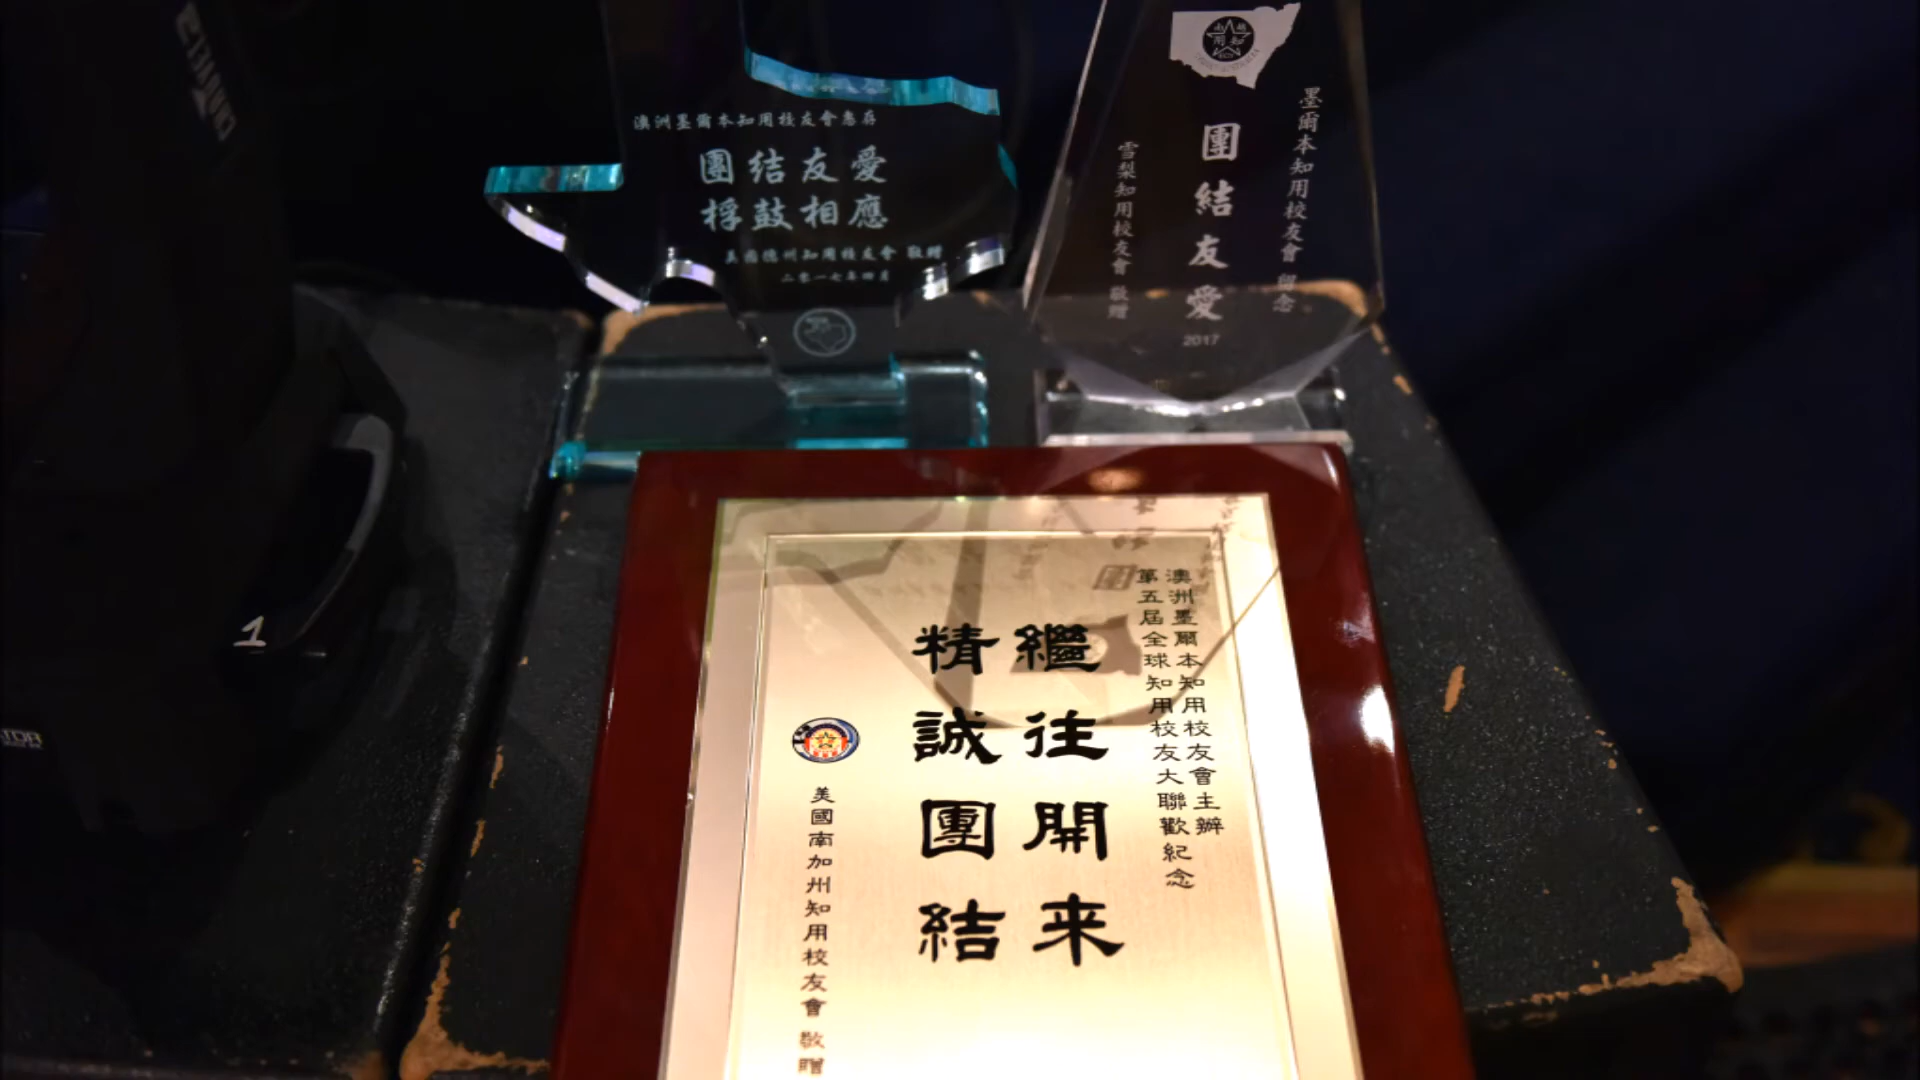 澳洲墨爾本知用校友會惠存
團結友愛
桴鼓相應
美國德州知用校友會 敬贈
二零一七年四月
墨爾本知用校友會 留念
團結友愛
雪梨知用校友會 敬贈
2017
澳洲墨爾本知用校友會主辦
第五屆全球知用校友大聯歡紀念
繼往開来
精誠團結
美國南加州知用校友會 敬贈
1